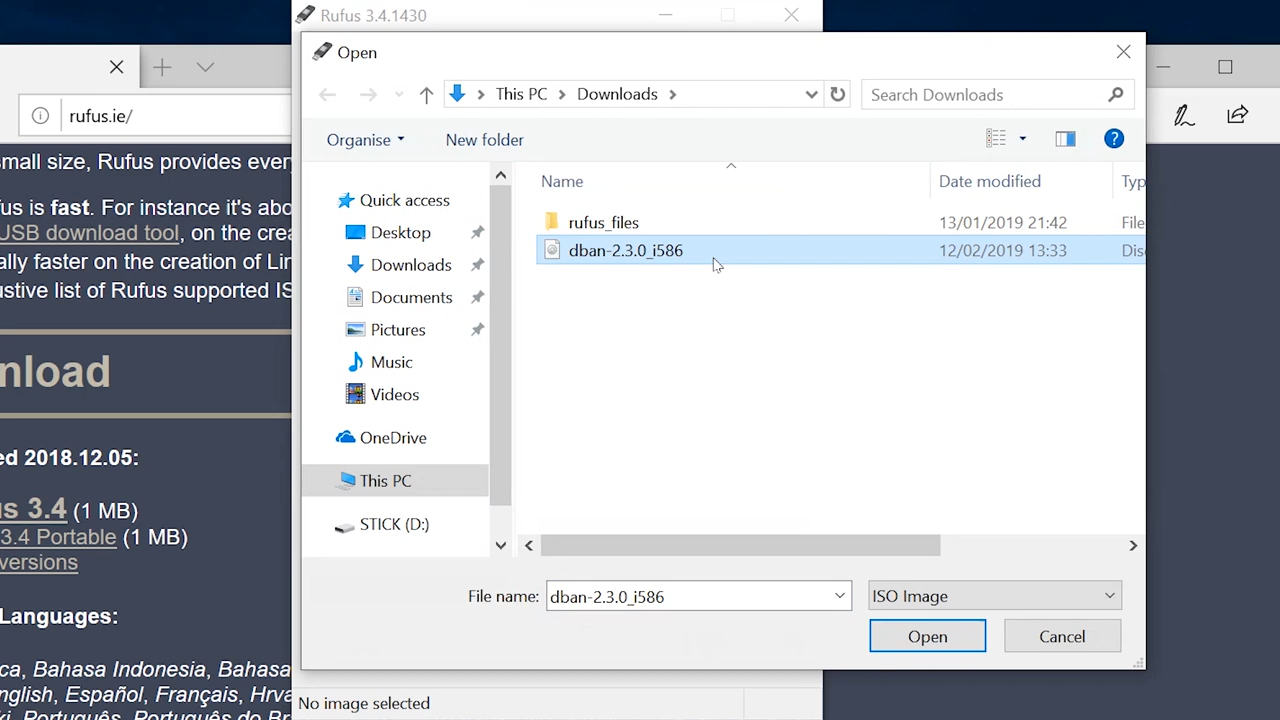 Rufus 3.4.1430
Open
rufus.ie/
This PC
Downloads
Search Downloads
Organise
New folder
Name
Date modified
Typ
Quick access
Desktop
Downloads
Documents
Pictures
Music
Videos
OneDrive
This PC
STICK (D:)
rufus_files
13/01/2019 21:42
File
dban-2.3.0_i586
12/02/2019 13:33
Disc
File name:
dban-2.3.0_i586
ISO Image
Open
Cancel
No image selected
small size, Rufus provides every
fus is fast. For instance it's abo
USB download tool, on the crea
ally faster on the creation of Lin
ustive list of Rufus supported IS
nload
ed 2018.12.05:
us 3.4 (1 MB)
3.4 Portable (1 MB)
versions
Languages:
ca, Bahasa Indonesia, Bahasa
nglish, Español, Français, Hrva
ki, Português, Português do B